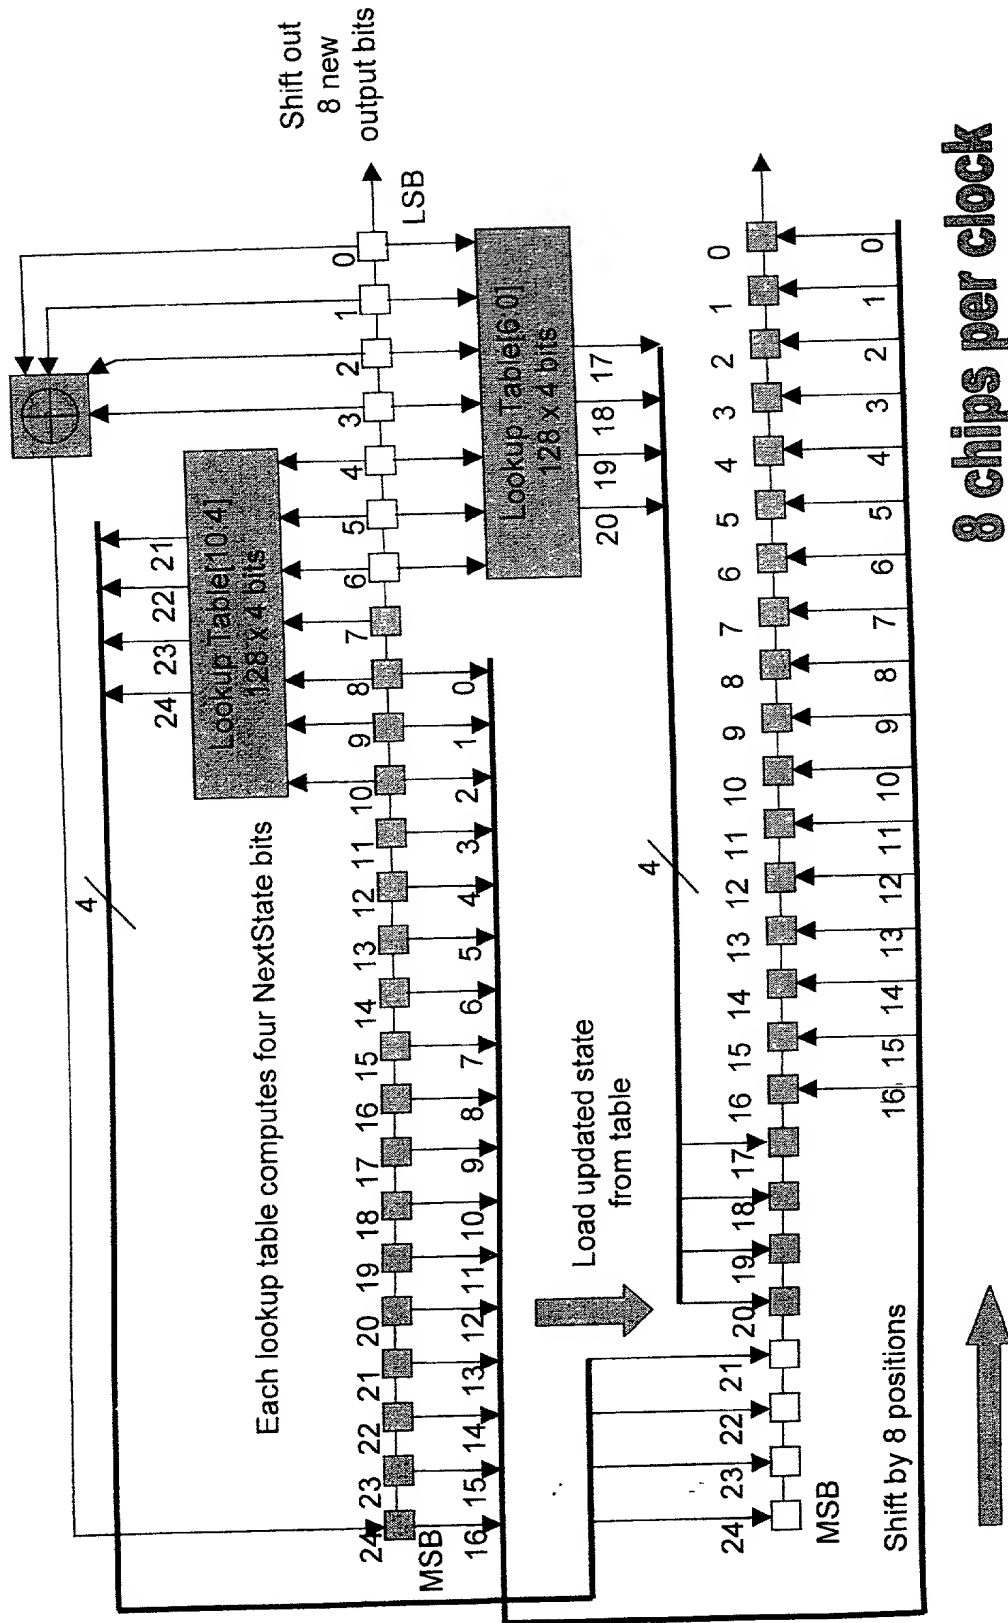 4
24 23 22 21
Lookup Table[10:4]
128 x 4 bits
Each lookup table computes four NextState bits
Shift out
8 new
output bits
24 23 22 21 20 19 18 17 16 15 14 13 12 11 10 9 8 7 6 5 4 3 2 1 0
MSB
LSB
16 15 14 13 12 11 10 9 8 7 6 5 4 3 2 1 0
Lookup Table[6:0]
128 x 4 bits
20 19 18 17
Load updated state
from table
4
24 23 22 21 20 19 18 17 16 15 14 13 12 11 10 9 8 7 6 5 4 3 2 1 0
MSB
16 15 14 13 12 11 10 9 8 7 6 5 4 3 2 1 0
Shift by 8 positions
8 chips per clock